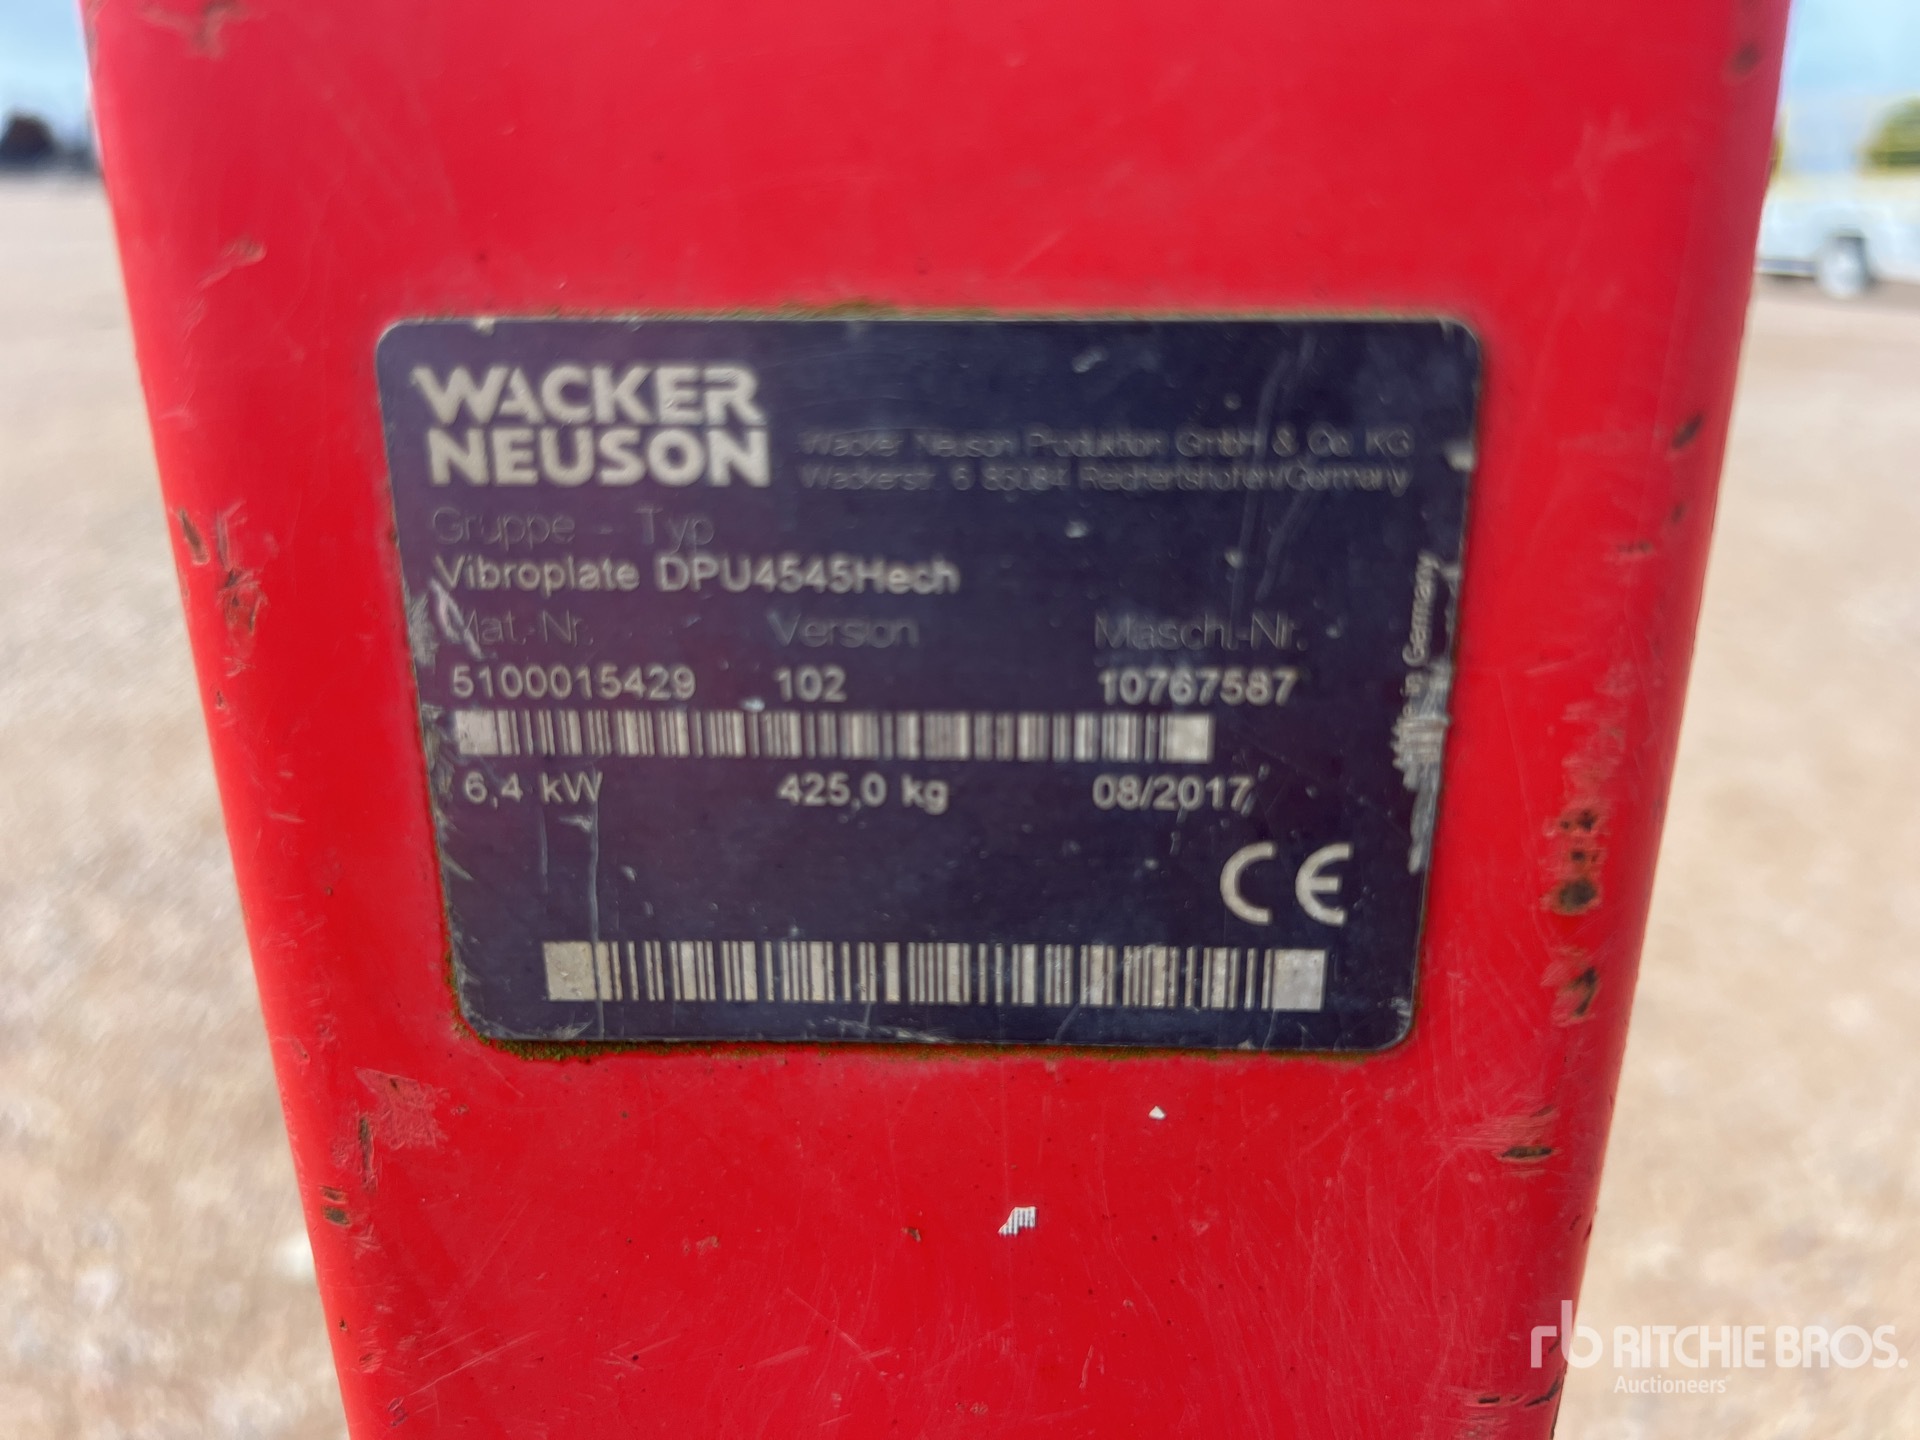 WACKER
NEUSON
Wacker Neuson Produktion GmbH & Co. KG
Wackerstr. 6 85084 Reichertshofen/Germany
Gruppe - Typ
Vibroplate DPU4545Hech
Mat.-Nr. Version Masch.-Nr.
5100015429 102 10767587
6,4 kW 425,0 kg 08/2017
CE
in Germany
rb RITCHIE BROS.
Auctioneers